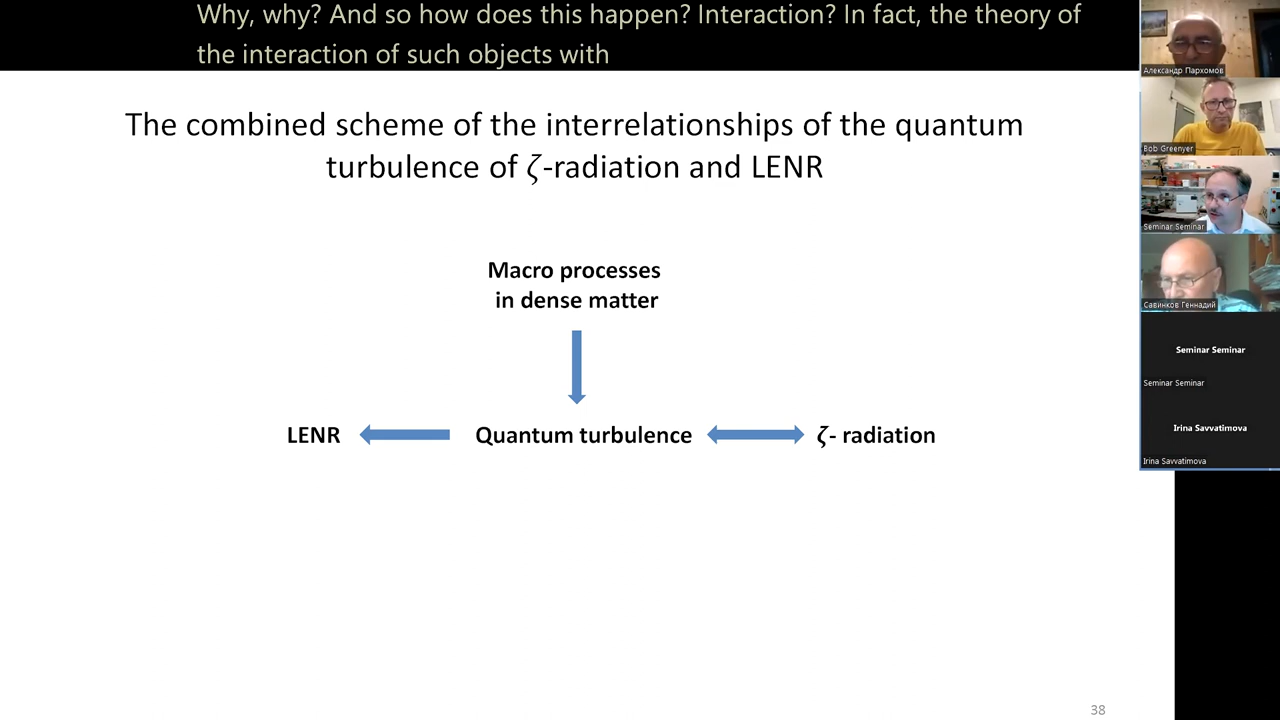 Why, why? And so how does this happen? Interaction? In fact, the theory of
the interaction of such objects with
The combined scheme of the interrelationships of the quantum
turbulence of ζ-radiation and LENR
Macro processes
in dense matter
LENR
Quantum turbulence
ζ- radiation
38
Александр Пархомов
Bob Greenyer
Seminar Seminar
Савинков Геннадий
Seminar Seminar
Seminar Seminar
Irina Savvatimova
Irina Savvatimova